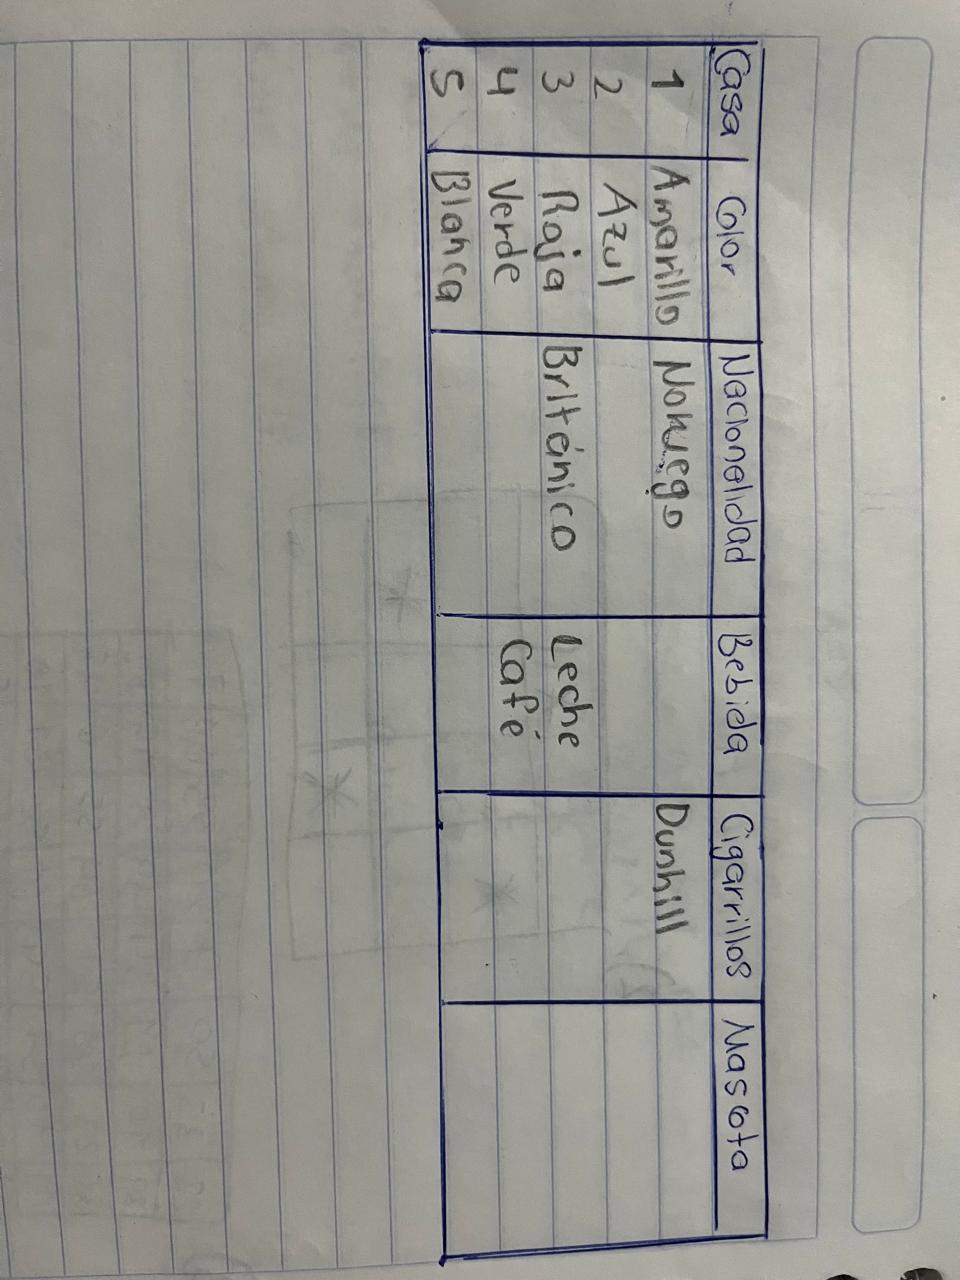 Casa Color Nacionalidad Bebida Cigarrillos Mascota
1 Amarillo Noruego Dunhill
2 Azul
3 Roja Británico Leche
4 Verde Café
5 Blanca